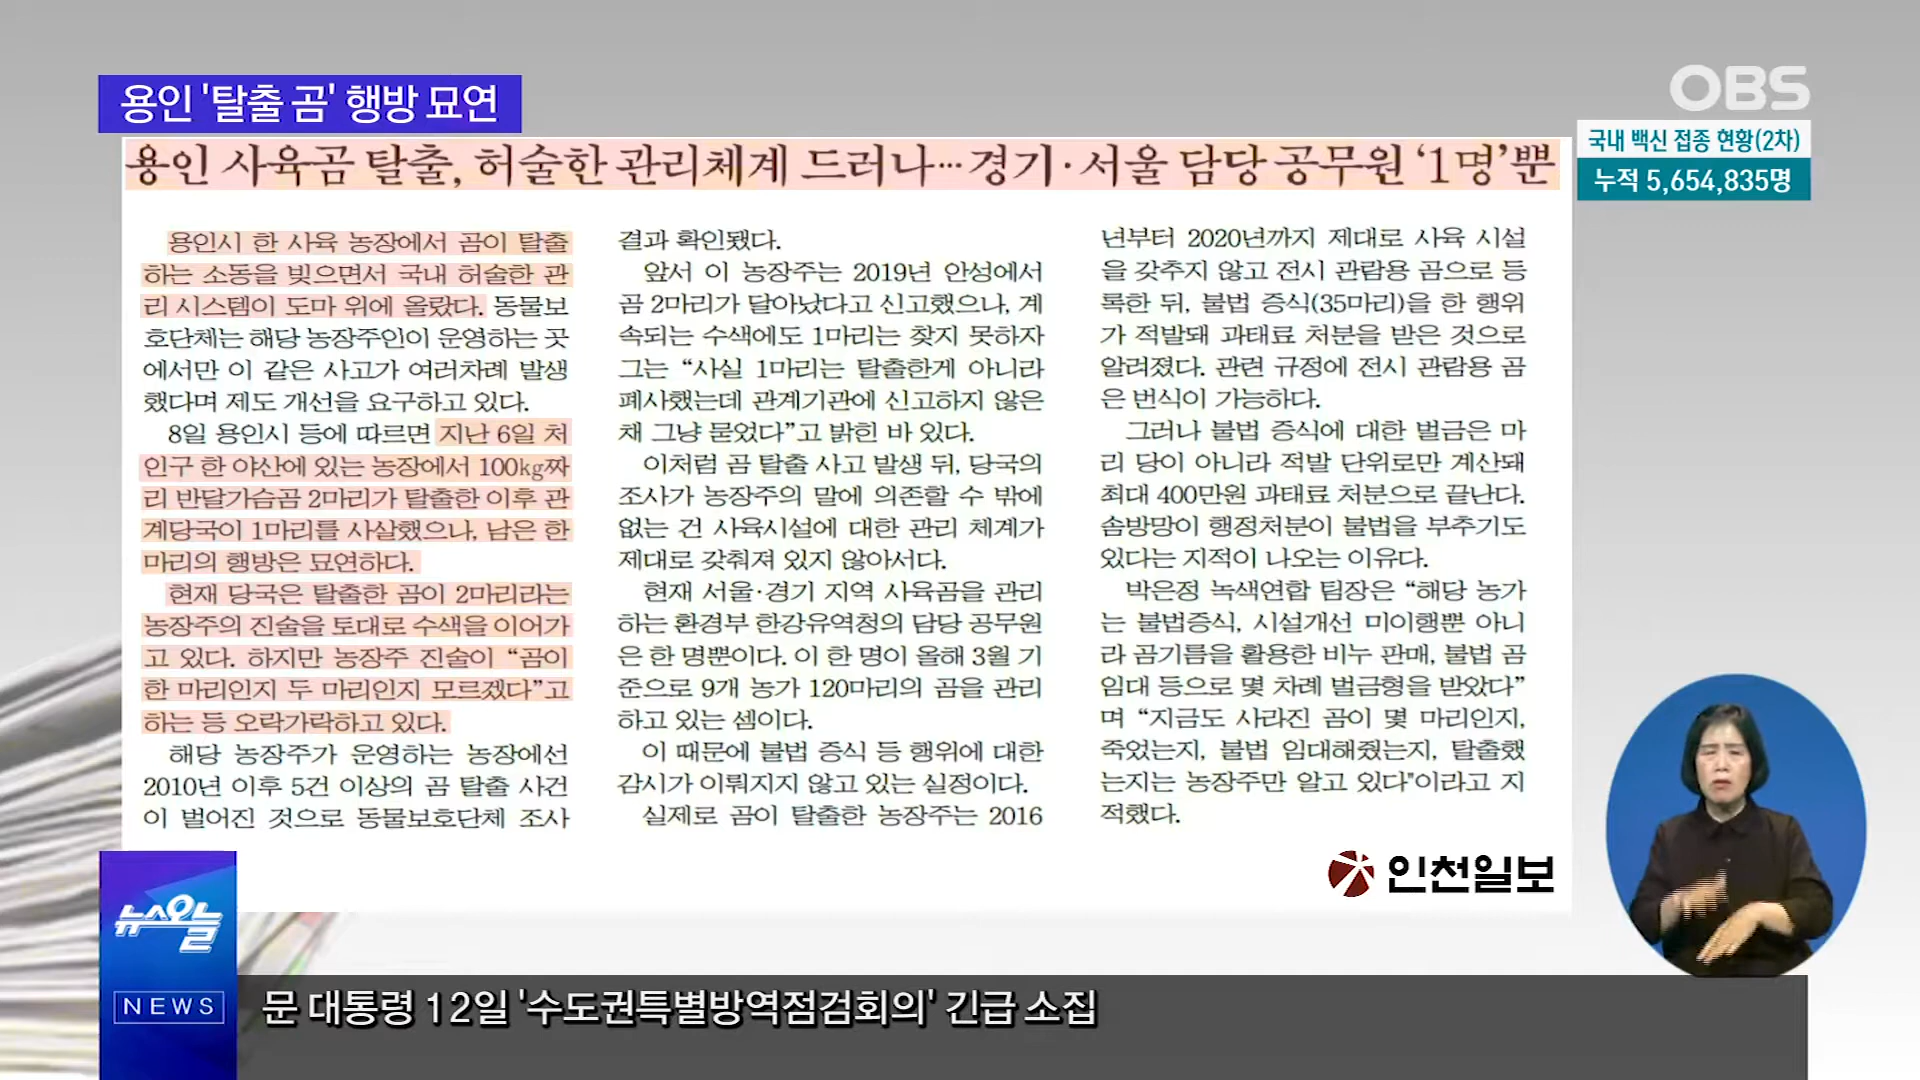 용인 '탈출 곰' 행방 묘연
OBS
국내 백신 접종 현황(2차)
누적 5,654,835명
용인 사육곰 탈출, 허술한 관리체계 드러나…경기·서울 담당 공무원 ‘1명’뿐
용인시 한 사육 농장에서 곰이 탈출
하는 소동을 빚으면서 국내 허술한 관
리 시스템이 도마 위에 올랐다. 동물보
호단체는 해당 농장주인이 운영하는 곳
에서만 이 같은 사고가 여러차례 발생
했다며 제도 개선을 요구하고 있다.
8일 용인시 등에 따르면 지난 6일 처
인구 한 야산에 있는 농장에서 100㎏짜
리 반달가슴곰 2마리가 탈출한 이후 관
계당국이 1마리를 사살했으나, 남은 한
마리의 행방은 묘연하다.
현재 당국은 탈출한 곰이 2마리라는
농장주의 진술을 토대로 수색을 이어가
고 있다. 하지만 농장주 진술이 “곰이
한 마리인지 두 마리인지 모르겠다”고
하는 등 오락가락하고 있다.
해당 농장주가 운영하는 농장에선
2010년 이후 5건 이상의 곰 탈출 사건
이 벌어진 것으로 동물보호단체 조사
결과 확인됐다.
앞서 이 농장주는 2019년 안성에서
곰 2마리가 달아났다고 신고했으나, 계
속되는 수색에도 1마리는 찾지 못하자
그는 “사실 1마리는 탈출한게 아니라
폐사했는데 관계기관에 신고하지 않은
채 그냥 묻었다”고 밝힌 바 있다.
이처럼 곰 탈출 사고 발생 뒤, 당국의
조사가 농장주의 말에 의존할 수 밖에
없는 건 사육시설에 대한 관리 체계가
제대로 갖춰져 있지 않아서다.
현재 서울·경기 지역 사육곰을 관리
하는 환경부 한강유역청의 담당 공무원
은 한 명뿐이다. 이 한 명이 올해 3월 기
준으로 9개 농가 120마리의 곰을 관리
하고 있는 셈이다.
이 때문에 불법 증식 등 행위에 대한
감시가 이뤄지지 않고 있는 실정이다.
실제로 곰이 탈출한 농장주는 2016
년부터 2020년까지 제대로 사육 시설
을 갖추지 않고 전시 관람용 곰으로 등
록한 뒤, 불법 증식(35마리)을 한 행위
가 적발돼 과태료 처분을 받은 것으로
알려졌다. 관련 규정에 전시 관람용 곰
은 번식이 가능하다.
그러나 불법 증식에 대한 벌금은 마
리 당이 아니라 적발 단위로만 계산돼
최대 400만원 과태료 처분으로 끝난다.
솜방망이 행정처분이 불법을 부추기도
있다는 지적이 나오는 이유다.
박은정 녹색연합 팀장은 “해당 농가
는 불법증식, 시설개선 미이행뿐 아니
라 곰기름을 활용한 비누 판매, 불법 곰
임대 등으로 몇 차례 벌금형을 받았다”
며 “지금도 사라진 곰이 몇 마리인지,
죽었는지, 불법 임대해줬는지, 탈출했
는지는 농장주만 알고 있다"이라고 지
적했다.
인천일보
뉴스오늘
NEWS
문 대통령 12일 '수도권특별방역점검회의' 긴급 소집